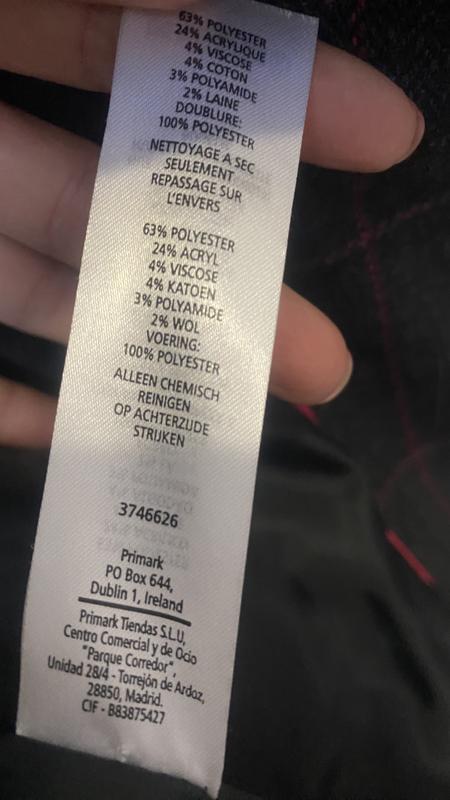 63% POLYESTER
24% ACRYLIQUE
4% VISCOSE
4% COTON
3% POLYAMIDE
2% LAINE
DOUBLURE:
100% POLYESTER
NETTOYAGE A SEC
SEULEMENT
REPASSAGE SUR
L'ENVERS
63% POLYESTER
24% ACRYL
4% VISCOSE
4% KATOEN
3% POLYAMIDE
2% WOL
VOERING:
100% POLYESTER
ALLEEN CHEMISCH
REINIGEN
OP ACHTERZIJDE
STRIJKEN
3746626
Primark
PO Box 644,
Dublin 1, Ireland
Primark Tiendas S.L.U,
Centro Comercial y de Ocio
"Parque Corredor",
Unidad 28/4 - Torrejón de Ardoz,
28850, Madrid.
CIF - B83875427